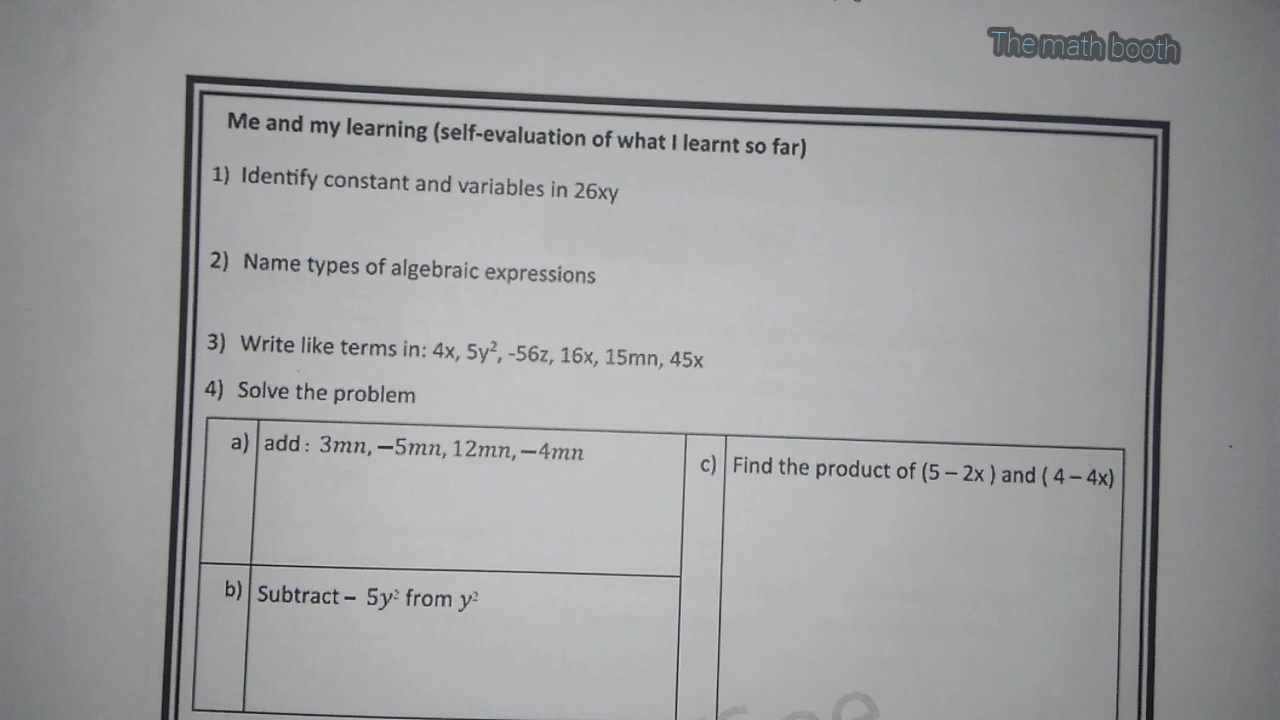 The math booth
Me and my learning (self-evaluation of what I learnt so far)
1) Identify constant and variables in 26xy
2) Name types of algebraic expressions
3) Write like terms in: 4x, 5y², -56z, 16x, 15mn, 45x
4) Solve the problem
a) add : 3mn, −5mn, 12mn, −4mn
b) Subtract – 5y² from y²
c) Find the product of (5 – 2x ) and ( 4 – 4x)